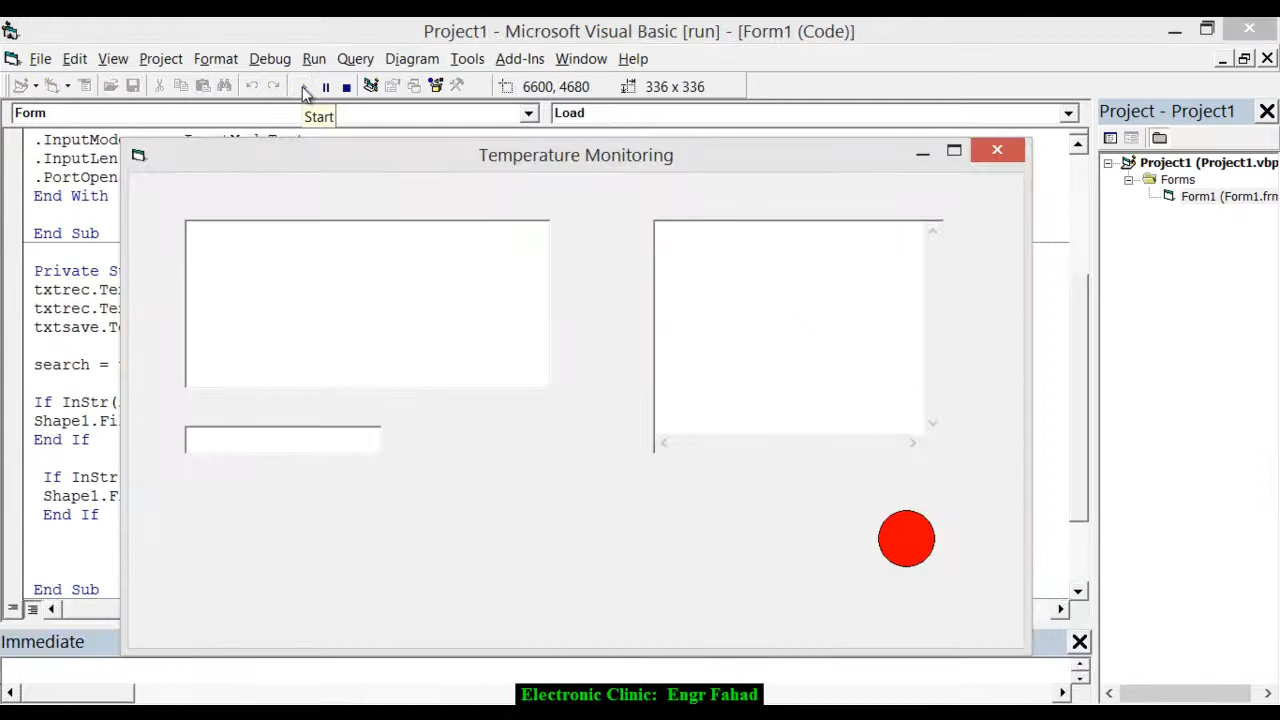 Project1 - Microsoft Visual Basic [run] - [Form1 (Code)]
File Edit View Project Format Debug Run Query Diagram Tools Add-Ins Window Help
6600, 4680 336 x 336
Start
Form Load
Project - Project1
Project1 (Project1.vbp
Forms
Form1 (Form1.frm
.InputMode
.InputLen
.PortOpen
End With
End Sub
Private Su
txtrec.Te
txtrec.Te
txtsave.Te
search =
If InStr(
Shape1.Fi
End If
If InStr
Shape1.Fi
End If
End Sub
Temperature Monitoring
Immediate
Electronic Clinic: Engr Fahad